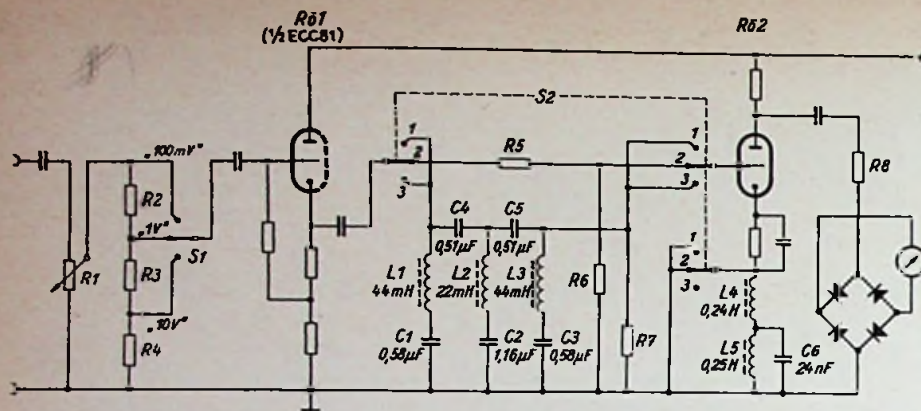 Rö1
(½ECC81)
Rö2
S2
„100mV"
1
2
3
R5
1
2
3
R8
R2
„1V"
S1
C4
0,51µF
C5
0,51µF
R1
R3
L1
44mH
L2
22mH
L3
44mH
R6
1
2
3
L4
0,24H
„10V"
R4
C1
0,58µF
C2
1,16µF
C3
0,58µF
R7
L5
0,25H
C6
24nF